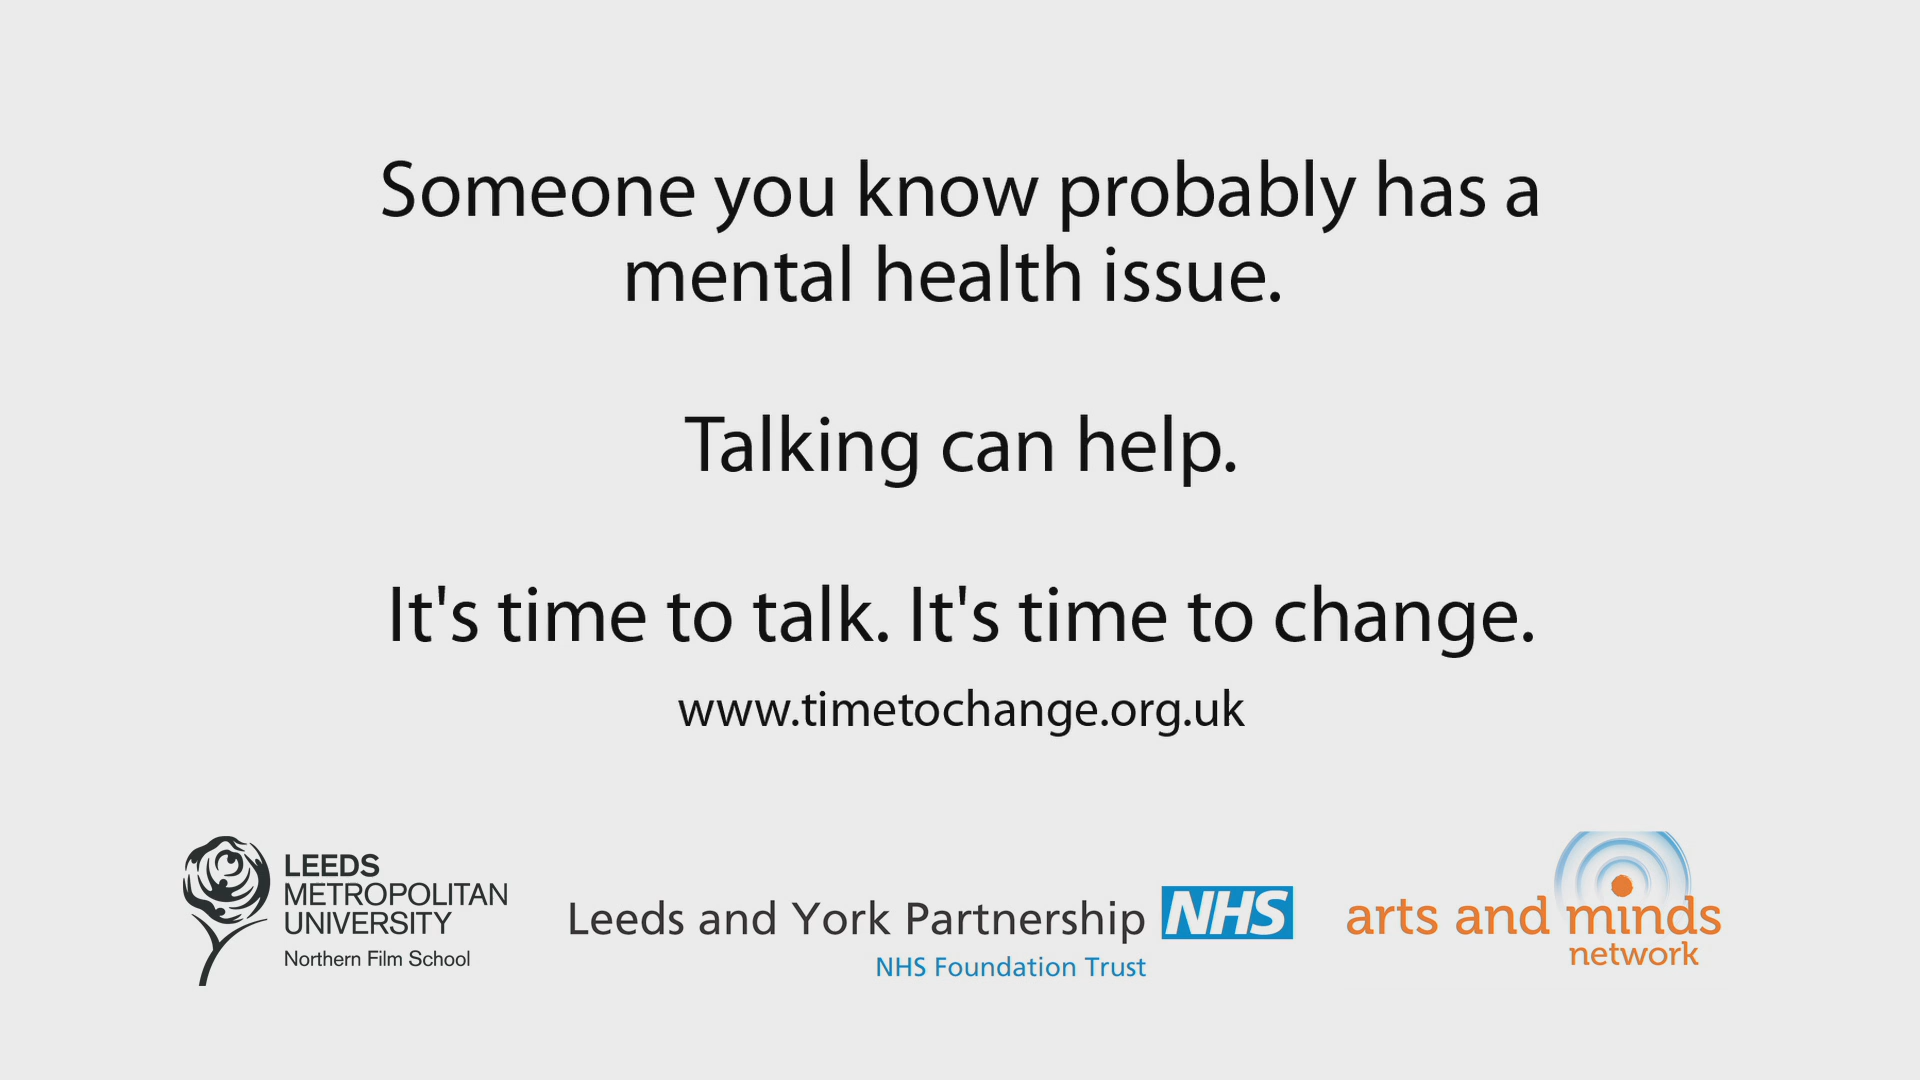 Someone you know probably has a
mental health issue.
Talking can help.
It's time to talk. It's time to change.
www.timetochange.org.uk
LEEDS
METROPOLITAN
UNIVERSITY
Northern Film School
Leeds and York Partnership NHS
NHS Foundation Trust
arts and minds
network